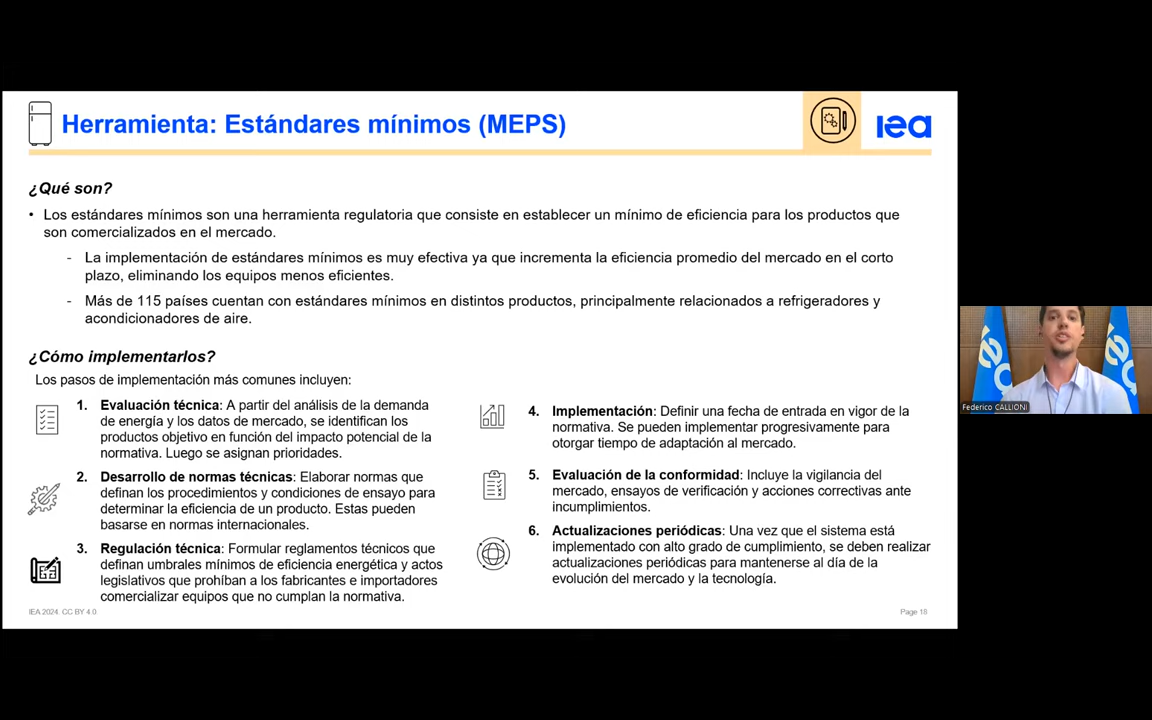 Herramienta: Estándares mínimos (MEPS)
iea
¿Qué son?
• Los estándares mínimos son una herramienta regulatoria que consiste en establecer un mínimo de eficiencia para los productos que
son comercializados en el mercado.
- La implementación de estándares mínimos es muy efectiva ya que incrementa la eficiencia promedio del mercado en el corto
plazo, eliminando los equipos menos eficientes.
- Más de 115 países cuentan con estándares mínimos en distintos productos, principalmente relacionados a refrigeradores y
acondicionadores de aire.
¿Cómo implementarlos?
Los pasos de implementación más comunes incluyen:
1. Evaluación técnica: A partir del análisis de la demanda
de energía y los datos de mercado, se identifican los
productos objetivo en función del impacto potencial de la
normativa. Luego se asignan prioridades.
2. Desarrollo de normas técnicas: Elaborar normas que
definan los procedimientos y condiciones de ensayo para
determinar la eficiencia de un producto. Estas pueden
basarse en normas internacionales.
3. Regulación técnica: Formular reglamentos técnicos que
definan umbrales mínimos de eficiencia energética y actos
legislativos que prohíban a los fabricantes e importadores
comercializar equipos que no cumplan la normativa.
4. Implementación: Definir una fecha de entrada en vigor de la
normativa. Se pueden implementar progresivamente para
otorgar tiempo de adaptación al mercado.
5. Evaluación de la conformidad: Incluye la vigilancia del
mercado, ensayos de verificación y acciones correctivas ante
incumplimientos.
6. Actualizaciones periódicas: Una vez que el sistema está
implementado con alto grado de cumplimiento, se deben realizar
actualizaciones periódicas para mantenerse al día de la
evolución del mercado y la tecnología.
IEA 2024. CC BY 4.0
Page 18
Federico CALLIONI